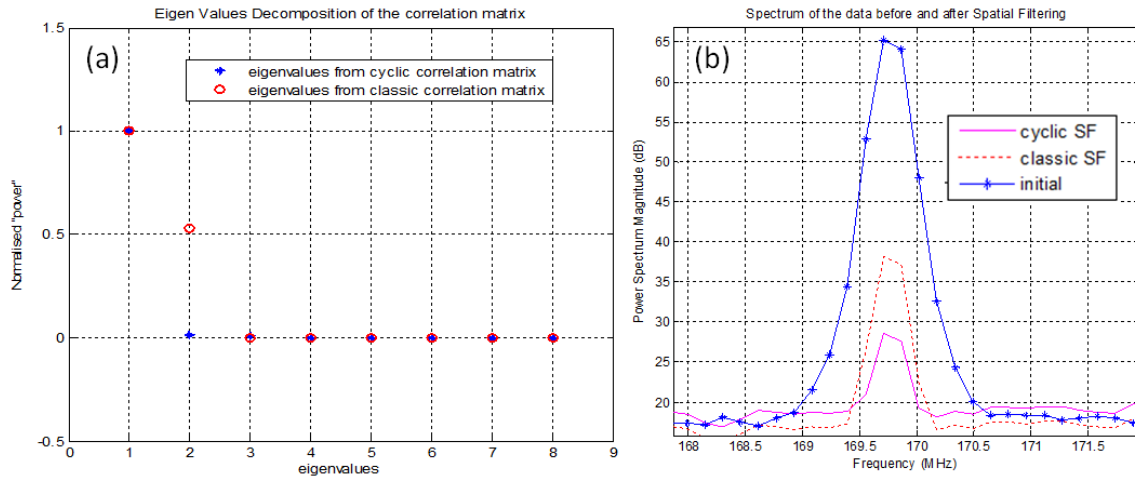 Eigen Values Decomposition of the correlation matrix
(a)
eigenvalues from cyclic correlation matrix
eigenvalues from classic correlation matrix
Normalised "power"
1.5
1
0.5
0
-0.5
0 1 2 3 4 5 6 7 8 9
eigenvalues
Spectrum of the data before and after Spatial Filtering
(b)
cyclic SF
classic SF
initial
Power Spectrum Magnitude (dB)
65
60
55
50
45
40
35
30
25
20
168 168.5 169 169.5 170 170.5 171 171.5
Frequency (MHz)